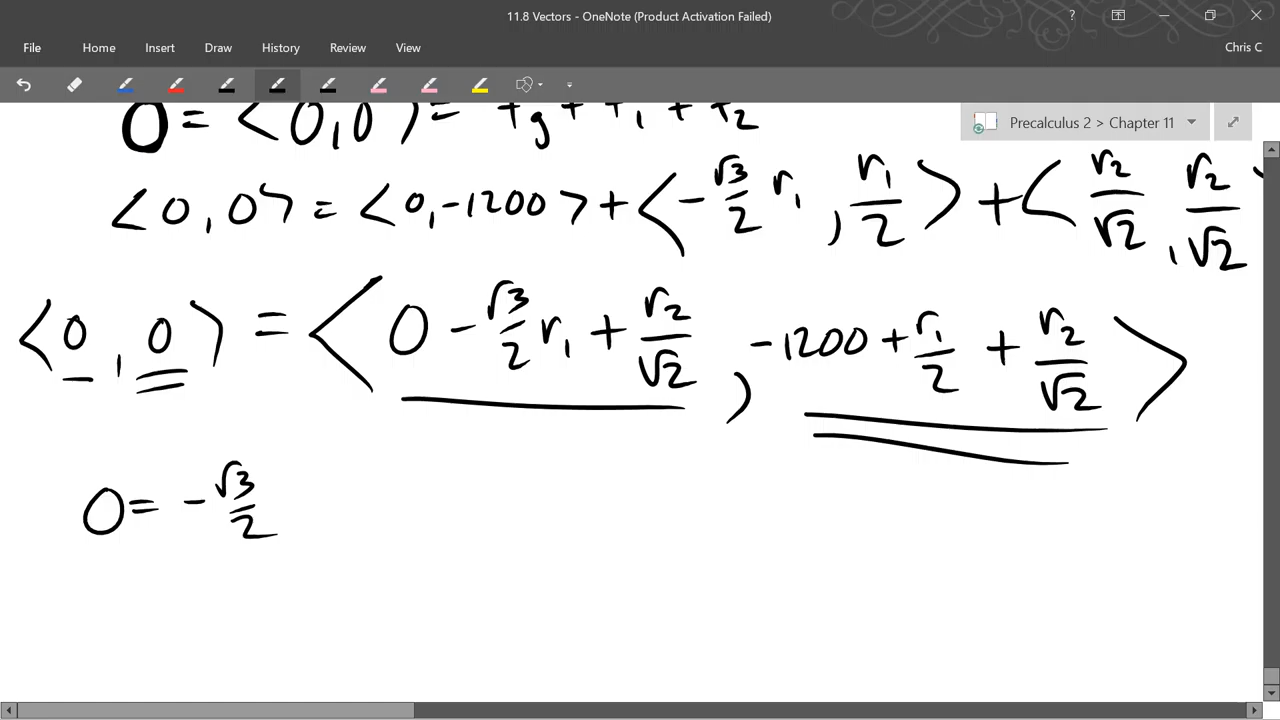 11.8 Vectors - OneNote (Product Activation Failed)
?
File Home Insert Draw History Review View
Chris C
Precalculus 2 > Chapter 11
0 = <0,0> = fg + f1 + f2
<0,0> = <0,-1200> + <-√3/2 r1, r1/2> + <r2/√2, r2/√2
<0,0> = <0 - √3/2 r1 + r2/√2, -1200 + r1/2 + r2/√2>
0 = -√3/2